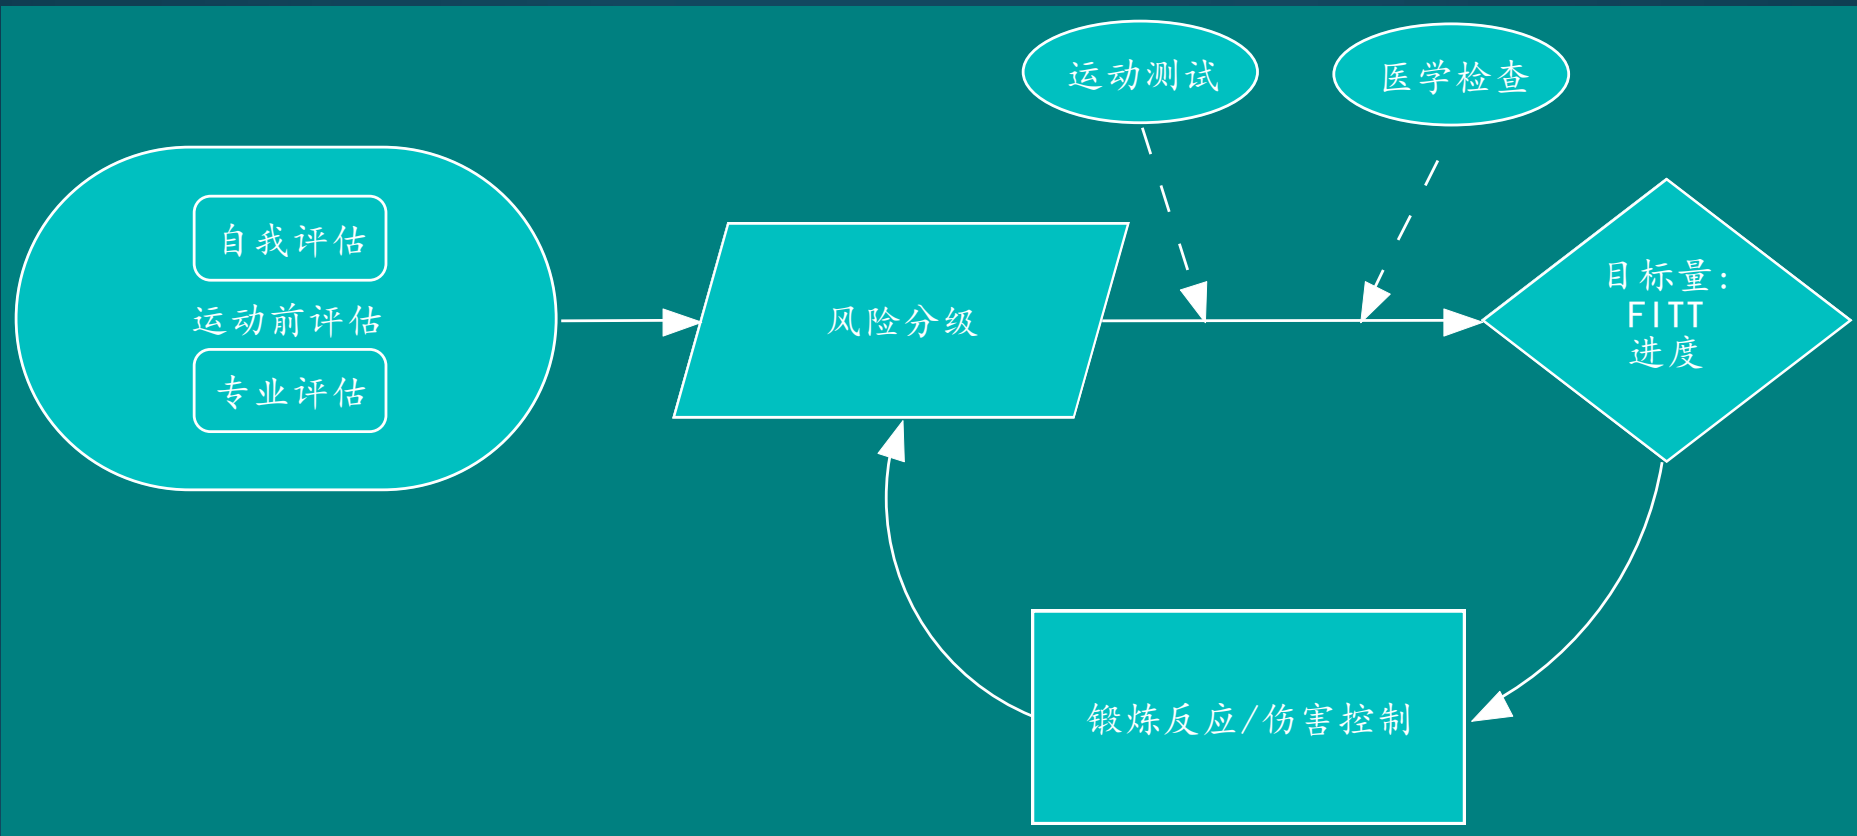 运动测试
医学检查
自我评估
运动前评估
专业评估
风险分级
目标量:
FITT
进度
锻炼反应/伤害控制